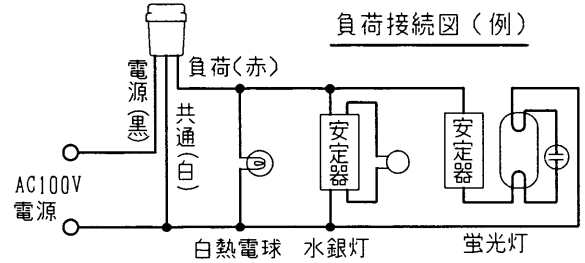 負荷接続図(例)
負荷(赤)
電源(黒)
共通(白)
AC100V
電源
安定器
安定器
白熱電球
水銀灯
蛍光灯